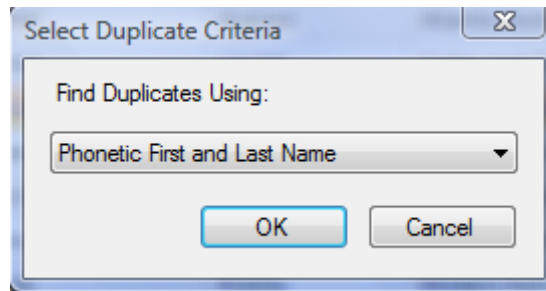 Select Duplicate Criteria
Find Duplicates Using:
Phonetic First and Last Name
OK Cancel